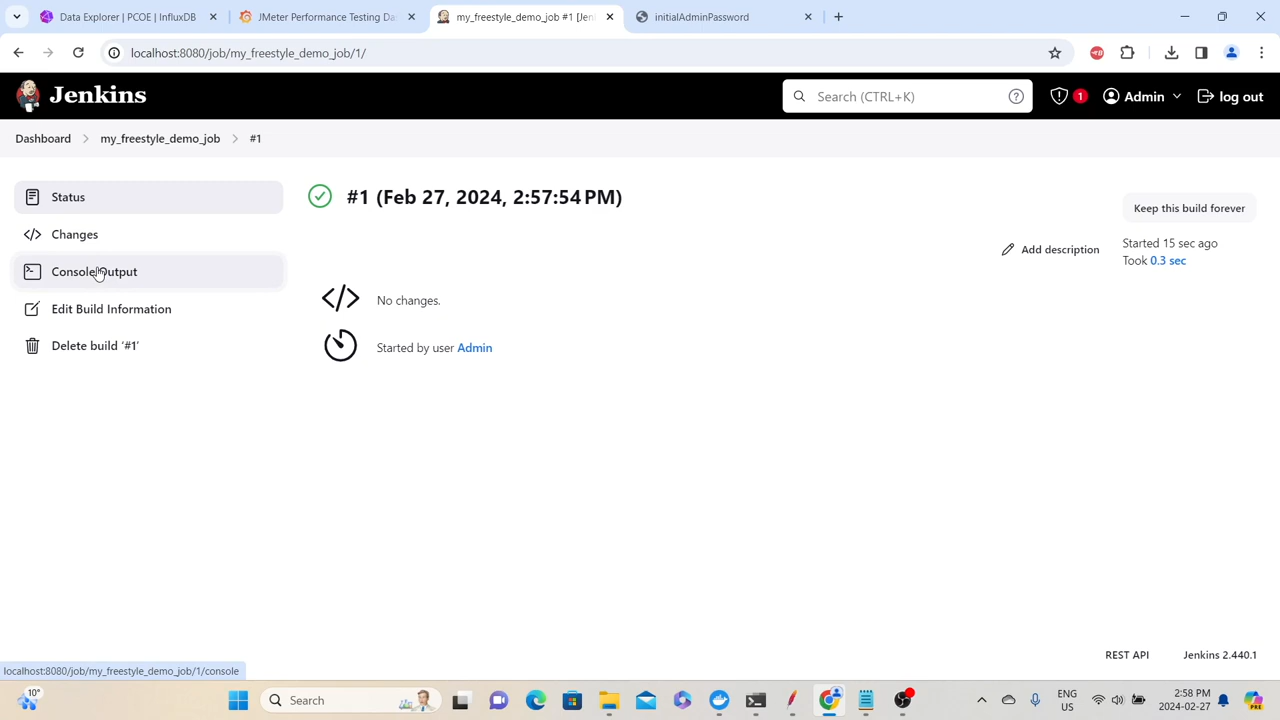 Data Explorer | PCOE | InfluxDB
JMeter Performance Testing Da
my_freestyle_demo_job #1 [Jen
initialAdminPassword
localhost:8080/job/my_freestyle_demo_job/1/
Jenkins
Search (CTRL+K)
1
Admin
log out
Dashboard
my_freestyle_demo_job
#1
Status
Changes
Console Output
Edit Build Information
Delete build ‘#1’
#1 (Feb 27, 2024, 2:57:54 PM)
Keep this build forever
Add description
Started 15 sec ago
Took 0.3 sec
No changes.
Started by user Admin
REST API
Jenkins 2.440.1
localhost:8080/job/my_freestyle_demo_job/1/console
10°
Search
ENG
US
2:58 PM
2024-02-27
PRE